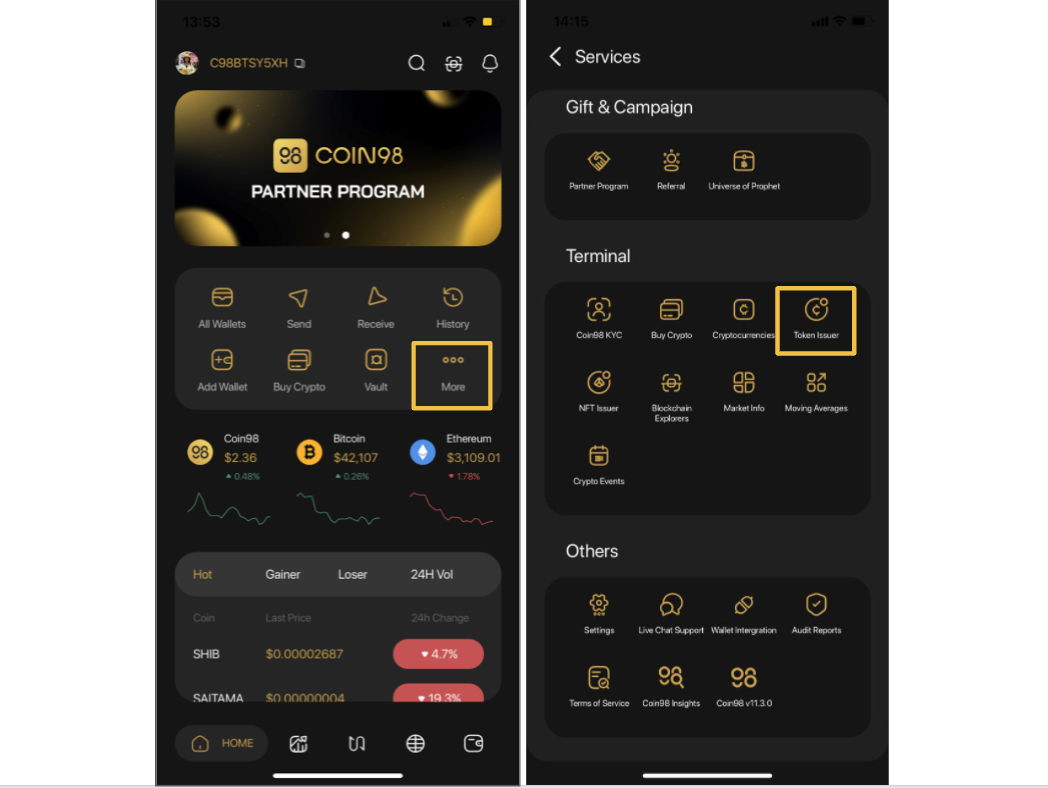 13:53
C98BTSY5XH
98 COIN98
PARTNER PROGRAM
All Wallets Send Receive History
Add Wallet Buy Crypto Vault More
Coin98 Bitcoin Ethereum
$2.36 $42,107 $3,109.01
0.48% 0.26% 1.78%
Hot Gainer Loser 24H Vol
Coin Last Price 24h Change
SHIB $0.00002687 4.7%
SAITAMA $0.00000004 19.3%
HOME
14:15
Services
Gift & Campaign
Partner Program Referral Universe of Prophet
Terminal
Coin98 KYC Buy Crypto Cryptocurrencies Token Issuer
NFT Issuer Blockchain Market Info Moving Averages
Explorers
Crypto Events
Others
Settings Live Chat Support Wallet Intergration Audit Reports
Terms of Service Coin98 Insights Coin98 v11.3.0